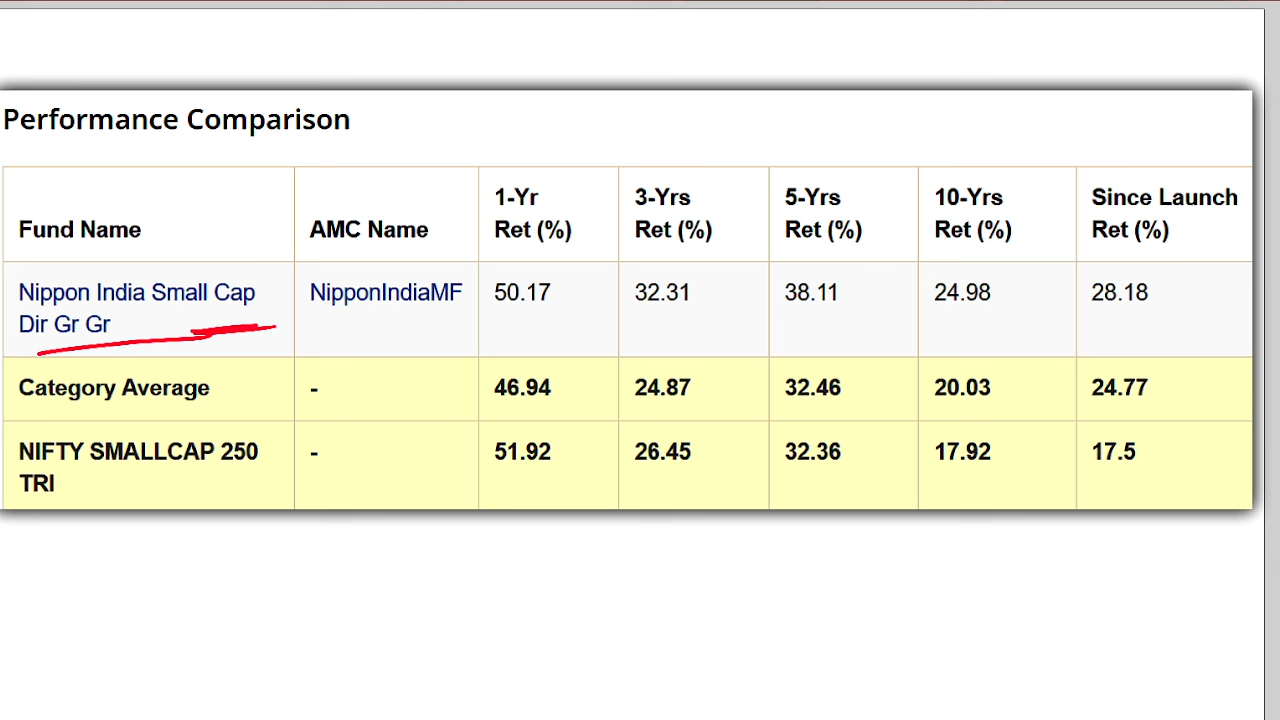 Performance Comparison
Fund Name AMC Name 1-Yr Ret (%) 3-Yrs Ret (%) 5-Yrs Ret (%) 10-Yrs Ret (%) Since Launch Ret (%)
Nippon India Small Cap Dir Gr Gr NipponIndiaMF 50.17 32.31 38.11 24.98 28.18
Category Average - 46.94 24.87 32.46 20.03 24.77
NIFTY SMALLCAP 250 TRI - 51.92 26.45 32.36 17.92 17.5